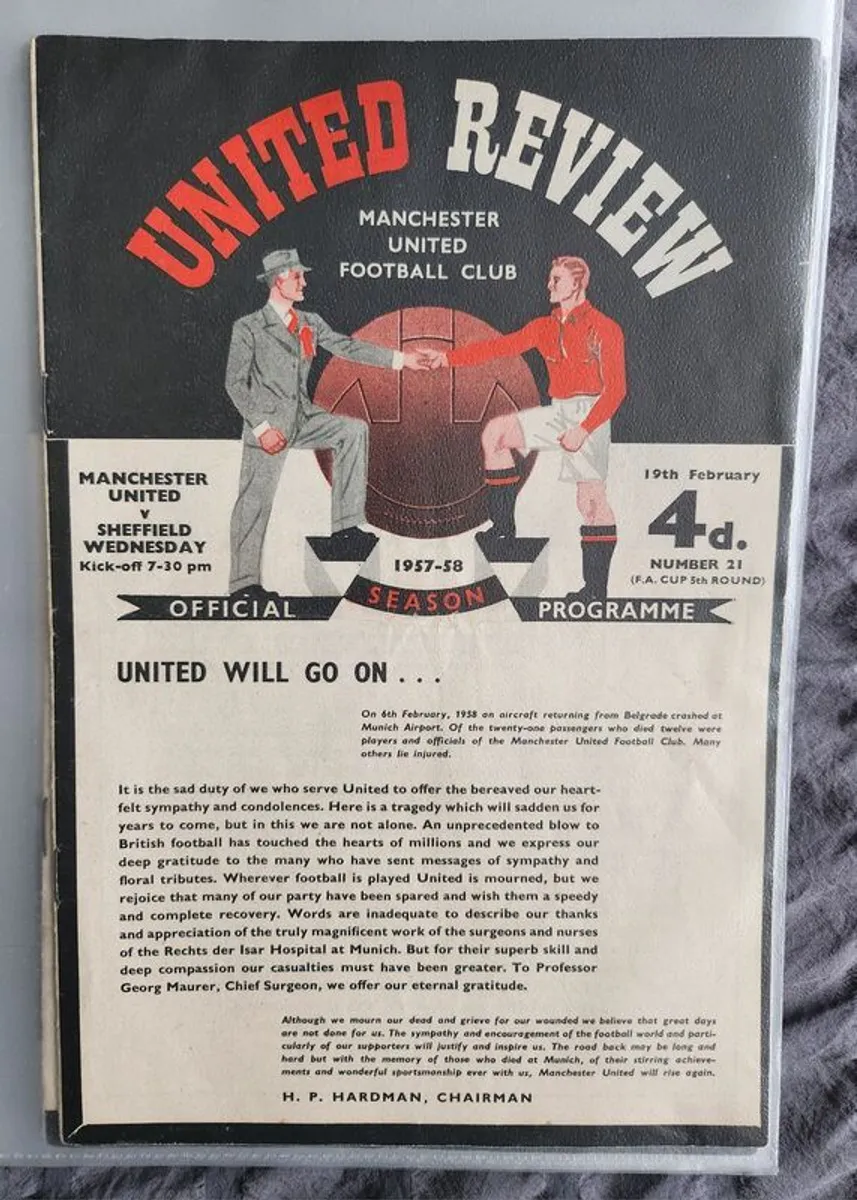 UNITED REVIEW
MANCHESTER
UNITED
FOOTBALL CLUB
MANCHESTER
UNITED
v
SHEFFIELD
WEDNESDAY
Kick-off 7-30 pm
19th February
4d.
NUMBER 21
(F.A. CUP 5th ROUND)
1957-58
SEASON
OFFICIAL PROGRAMME
UNITED WILL GO ON . . .
On 6th February, 1958 an aircraft returning from Belgrade crashed at
Munich Airport. Of the twenty-one passengers who died twelve were
players and officials of the Manchester United Football Club. Many
others lie injured.
It is the sad duty of we who serve United to offer the bereaved our heart-
felt sympathy and condolences. Here is a tragedy which will sadden us for
years to come, but in this we are not alone. An unprecedented blow to
British football has touched the hearts of millions and we express our
deep gratitude to the many who have sent messages of sympathy and
floral tributes. Wherever football is played United is mourned, but we
rejoice that many of our party have been spared and wish them a speedy
and complete recovery. Words are inadequate to describe our thanks
and appreciation of the truly magnificent work of the surgeons and nurses
of the Rechts der Isar Hospital at Munich. But for their superb skill and
deep compassion our casualties must have been greater. To Professor
Georg Maurer, Chief Surgeon, we offer our eternal gratitude.
Although we mourn our dead and grieve for our wounded we believe that great days
are not done for us. The sympathy and encouragement of the football world and parti-
cularly of our supporters will justify and inspire us. The road back may be long and
hard but with the memory of those who died at Munich, of their stirring achieve-
ments and wonderful sportsmanship ever with us, Manchester United will rise again.
H. P. HARDMAN, CHAIRMAN